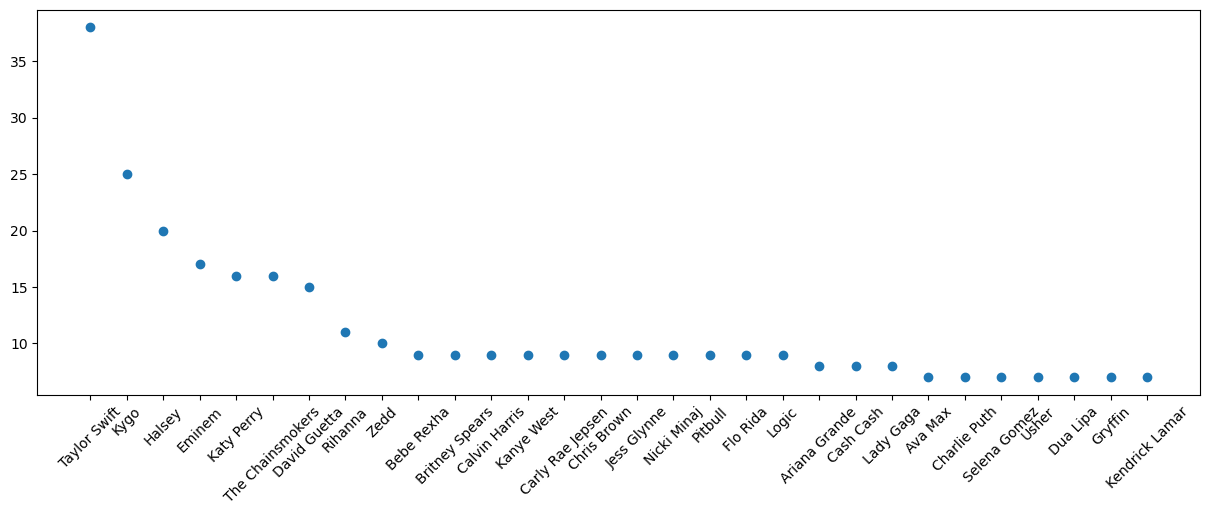 35
30
25
20
15
10
Taylor Swift
Kygo
Halsey
Eminem
Katy Perry
The Chainsmokers
David Guetta
Rihanna
Zedd
Bebe Rexha
Britney Spears
Calvin Harris
Kanye West
Carly Rae Jepsen
Chris Brown
Jess Glynne
Nicki Minaj
Pitbull
Flo Rida
Logic
Ariana Grande
Cash Cash
Lady Gaga
Ava Max
Charlie Puth
Selena Gomez
Usher
Dua Lipa
Gryffin
Kendrick Lamar